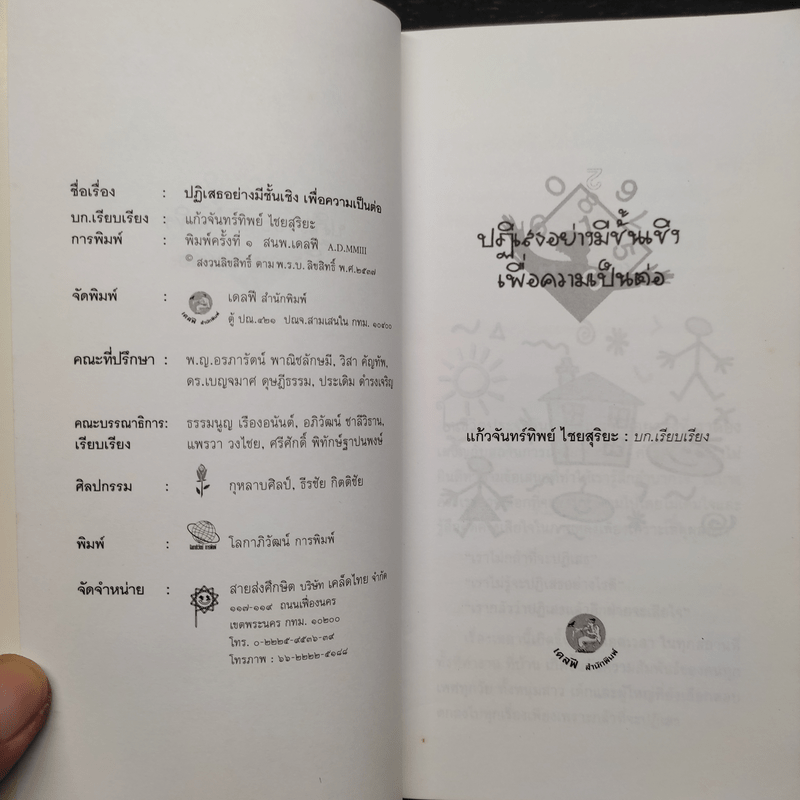 ชื่อเรื่อง : ปฏิเสธอย่างมีชั้นเชิง เพื่อความเป็นต่อ
บก.เรียบเรียง : แก้วจันทร์ทิพย์ ไชยสุริยะ
การพิมพ์ : พิมพ์ครั้งที่ ๑ สนพ.เดลฟี A.D.MMIII
© สงวนลิขสิทธิ์ ตาม พ.ร.บ. ลิขสิทธิ์ พ.ศ.๒๕๓๗
จัดพิมพ์ : เดลฟี สำนักพิมพ์
ตู้ ปณ.๔๒๑ ปณจ.สามเสนใน กทม. ๑๐๔๐๐
เดลฟี สำนักพิมพ์
คณะที่ปรึกษา : พ.ญ.อรภารัตน์ พาณิชลักษมี, วิสา คัญทัพ,
ดร.เบญจมาศ ดุษฎีธรรม, ประเดิม ดำรงเจริญ
คณะบรรณาธิการ: ธรรมนูญ เรืองอนันต์, อภิวัฒน์ ชาลีวิธาน,
เรียบเรียง แพรวา วงไชย, ศรีศักดิ์ พิทักษ์ฐาปนพงษ์
ศิลปกรรม : กุหลาบศิลป์, ธีรชัย กิตติชัย
พิมพ์ : โลกาภิวัฒน์ การพิมพ์
จัดจำหน่าย : สายส่งศึกษิต บริษัท เคล็ดไทย จำกัด
๑๑๗-๑๑๙ ถนนเฟื่องนคร
เขตพระนคร กทม. ๑๐๒๐๐
โทร. ๐-๒๒๒๕-๙๕๓๖-๓๙
โทรภาพ : ๖๖-๒๒๒๒-๕๑๘๘
ปฏิเสธอย่างมีชั้นเชิง
เพื่อความเป็นต่อ
แก้วจันทร์ทิพย์ ไชยสุริยะ : บก.เรียบเรียง
เดลฟี สำนักพิมพ์